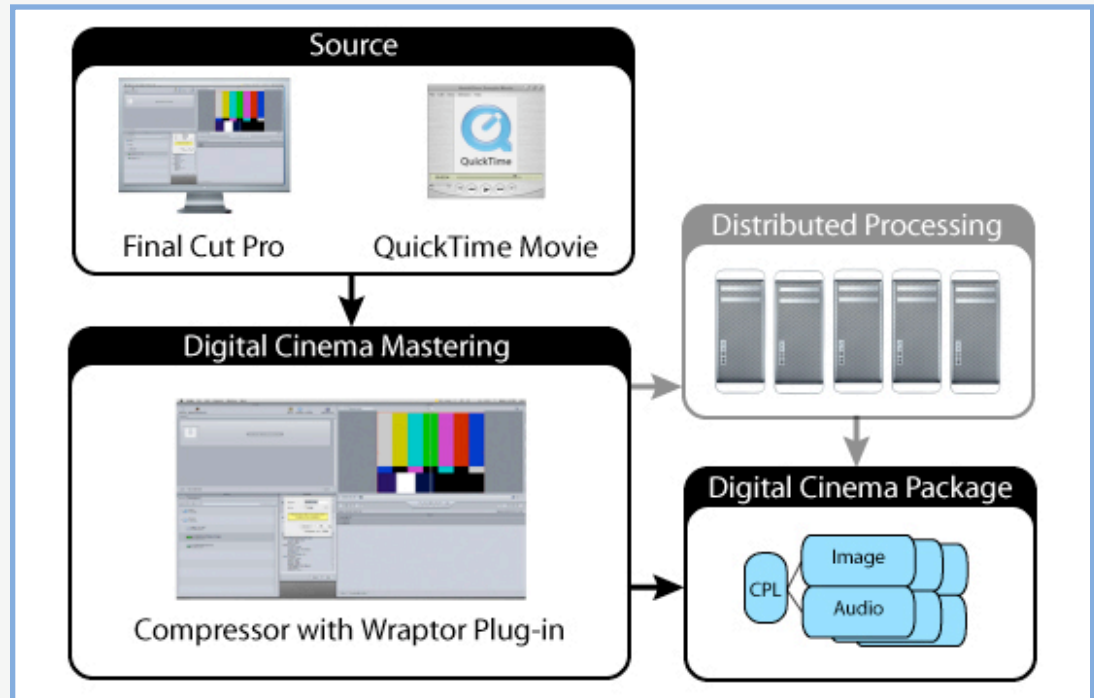 Source
QuickTime
Final Cut Pro
QuickTime Movie
Distributed Processing
Digital Cinema Mastering
Compressor with Wraptor Plug-in
Digital Cinema Package
CPL
Image
Audio